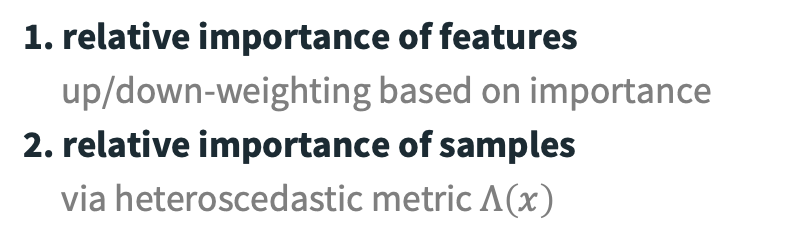 1. relative importance of features
up/down-weighting based on importance
2. relative importance of samples
via heteroscedastic metric Λ(x)